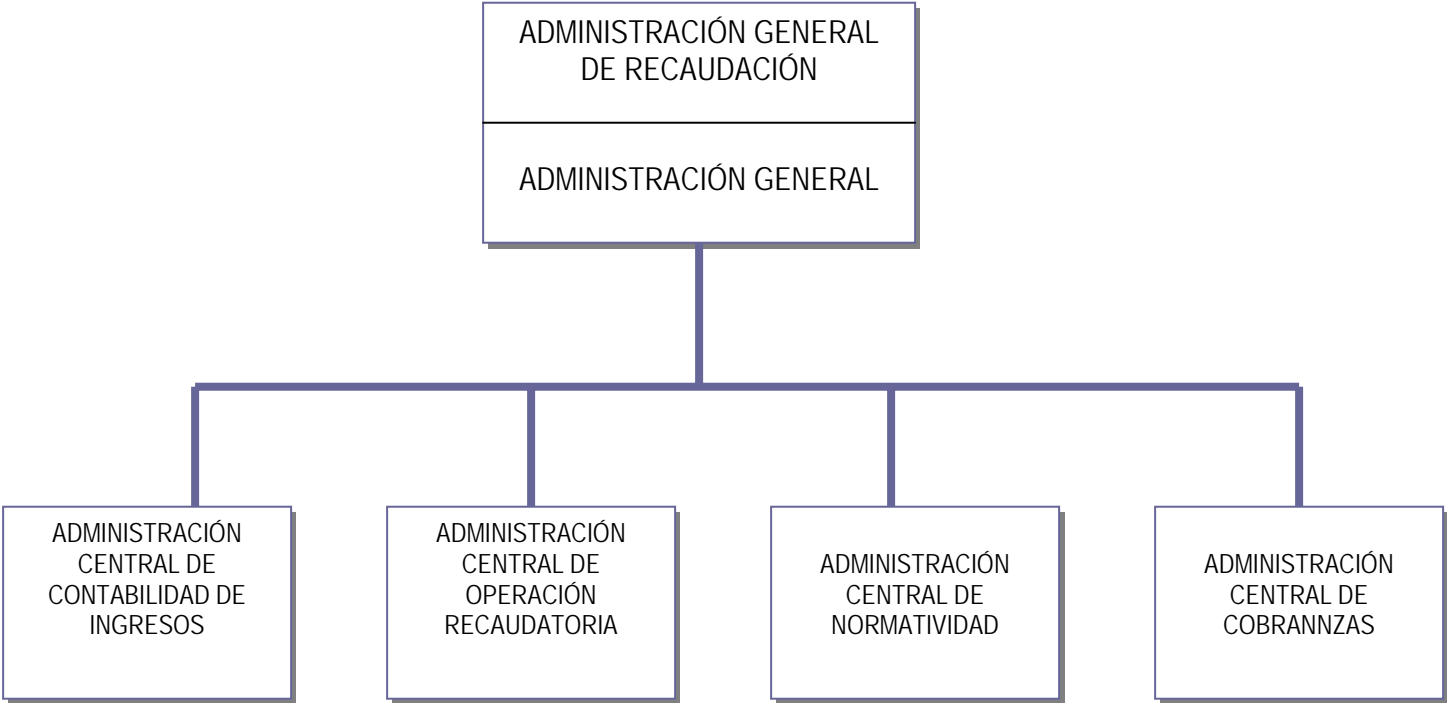 ADMINISTRACIÓN GENERAL
DE RECAUDACIÓN
ADMINISTRACIÓN GENERAL
ADMINISTRACIÓN
CENTRAL DE
CONTABILIDAD DE
INGRESOS
ADMINISTRACIÓN
CENTRAL DE
OPERACIÓN
RECAUDATORIA
ADMINISTRACIÓN
CENTRAL DE
NORMATIVIDAD
ADMINISTRACIÓN
CENTRAL DE
COBRANNZAS